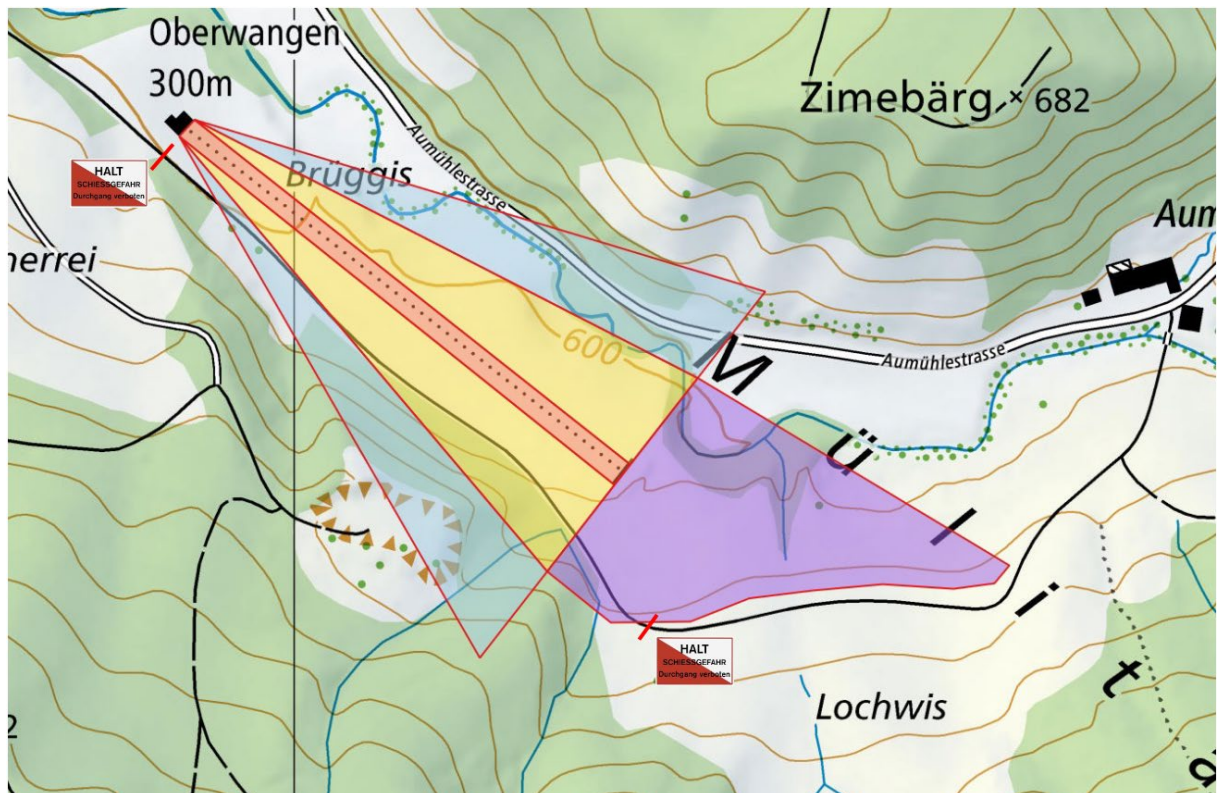 Oberwangen
300m
Zimebärg
682
Aumühlestrasse
HALT
SCHIESSGEFAHR
Durchgang verboten
Brüggis
Aum
herrei
600
Aumühlestrasse
M ü l i t a
HALT
SCHIESSGEFAHR
Durchgang verboten
Lochwis
2